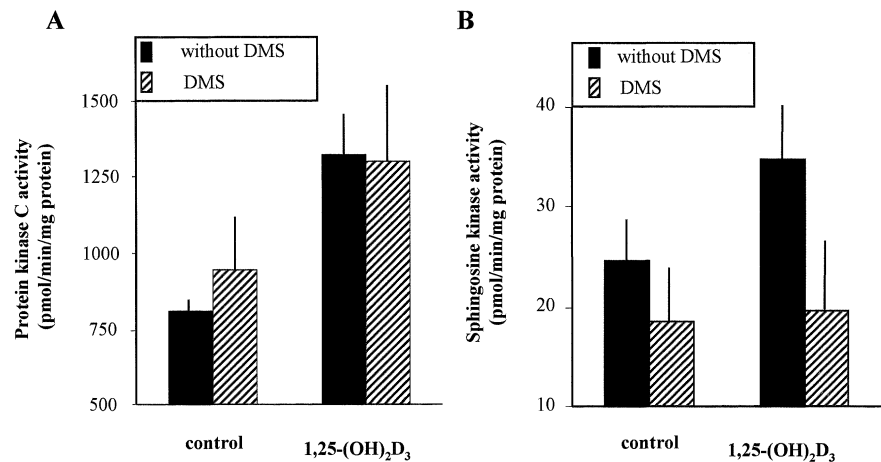 A
without DMS
DMS
1500
1250
1000
750
500
Protein kinase C activity
(pmol/min/mg protein)
control
1,25-(OH)₂D₃
B
without DMS
DMS
40
30
20
10
Sphingosine kinase activity
(pmol/min/mg protein)
control
1,25-(OH)₂D₃